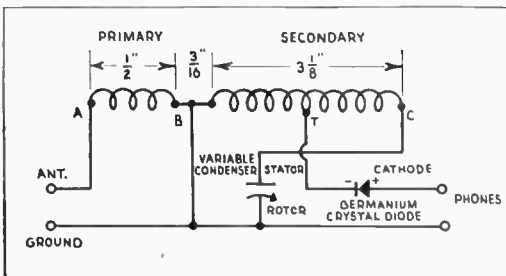 PRIMARY
SECONDARY
1/2"
3/16"
3 1/8"
A
B
T
C
VARIABLE CONDENSER
STATOR
CATHODE
ANT.
- +
PHONES
ROTOR
GERMANIUM
CRYSTAL DIODE
GROUND